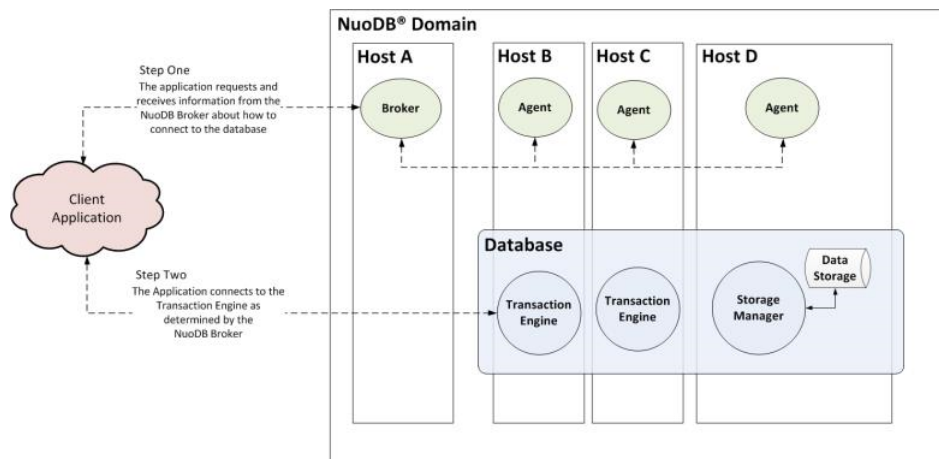 NuoDB® Domain
Host A
Host B
Host C
Host D
Step One
The application requests and
receives information from the
NuoDB Broker about how to
connect to the database
Broker
Agent
Agent
Agent
Client
Application
Database
Step Two
The Application connects to the
Transaction Engine as
determined by the
NuoDB Broker
Transaction
Engine
Transaction
Engine
Storage
Manager
Data
Storage